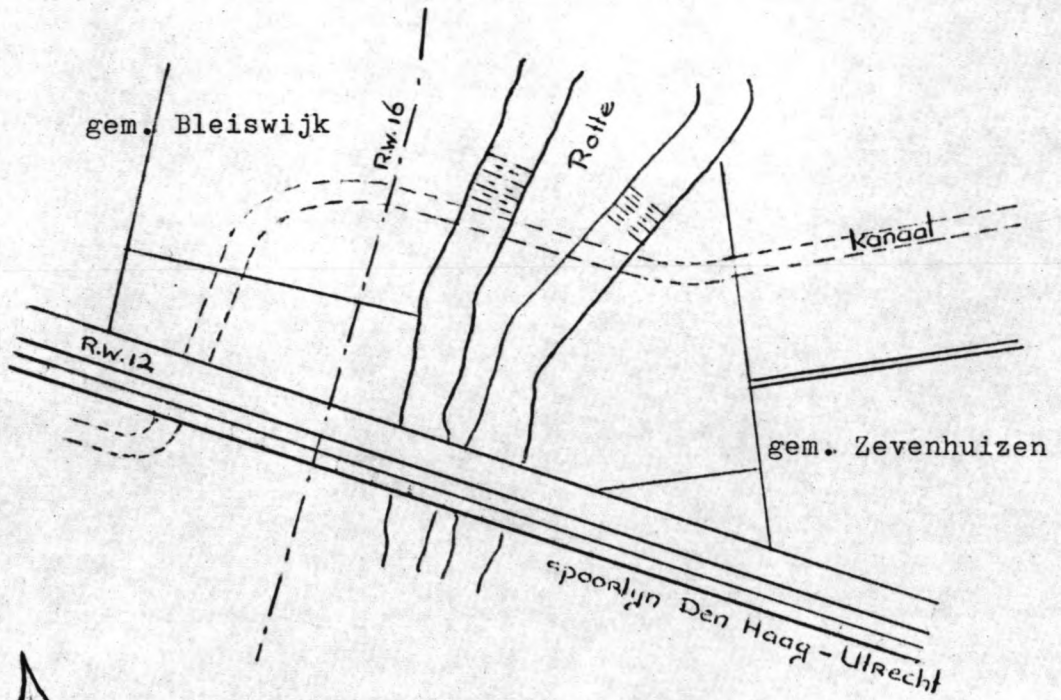 gem. Bleiswijk
R.W. 16
Rotte
Kanaal
R.W. 12
gem. Zevenhuizen
spoorlijn Den Haag - Utrecht